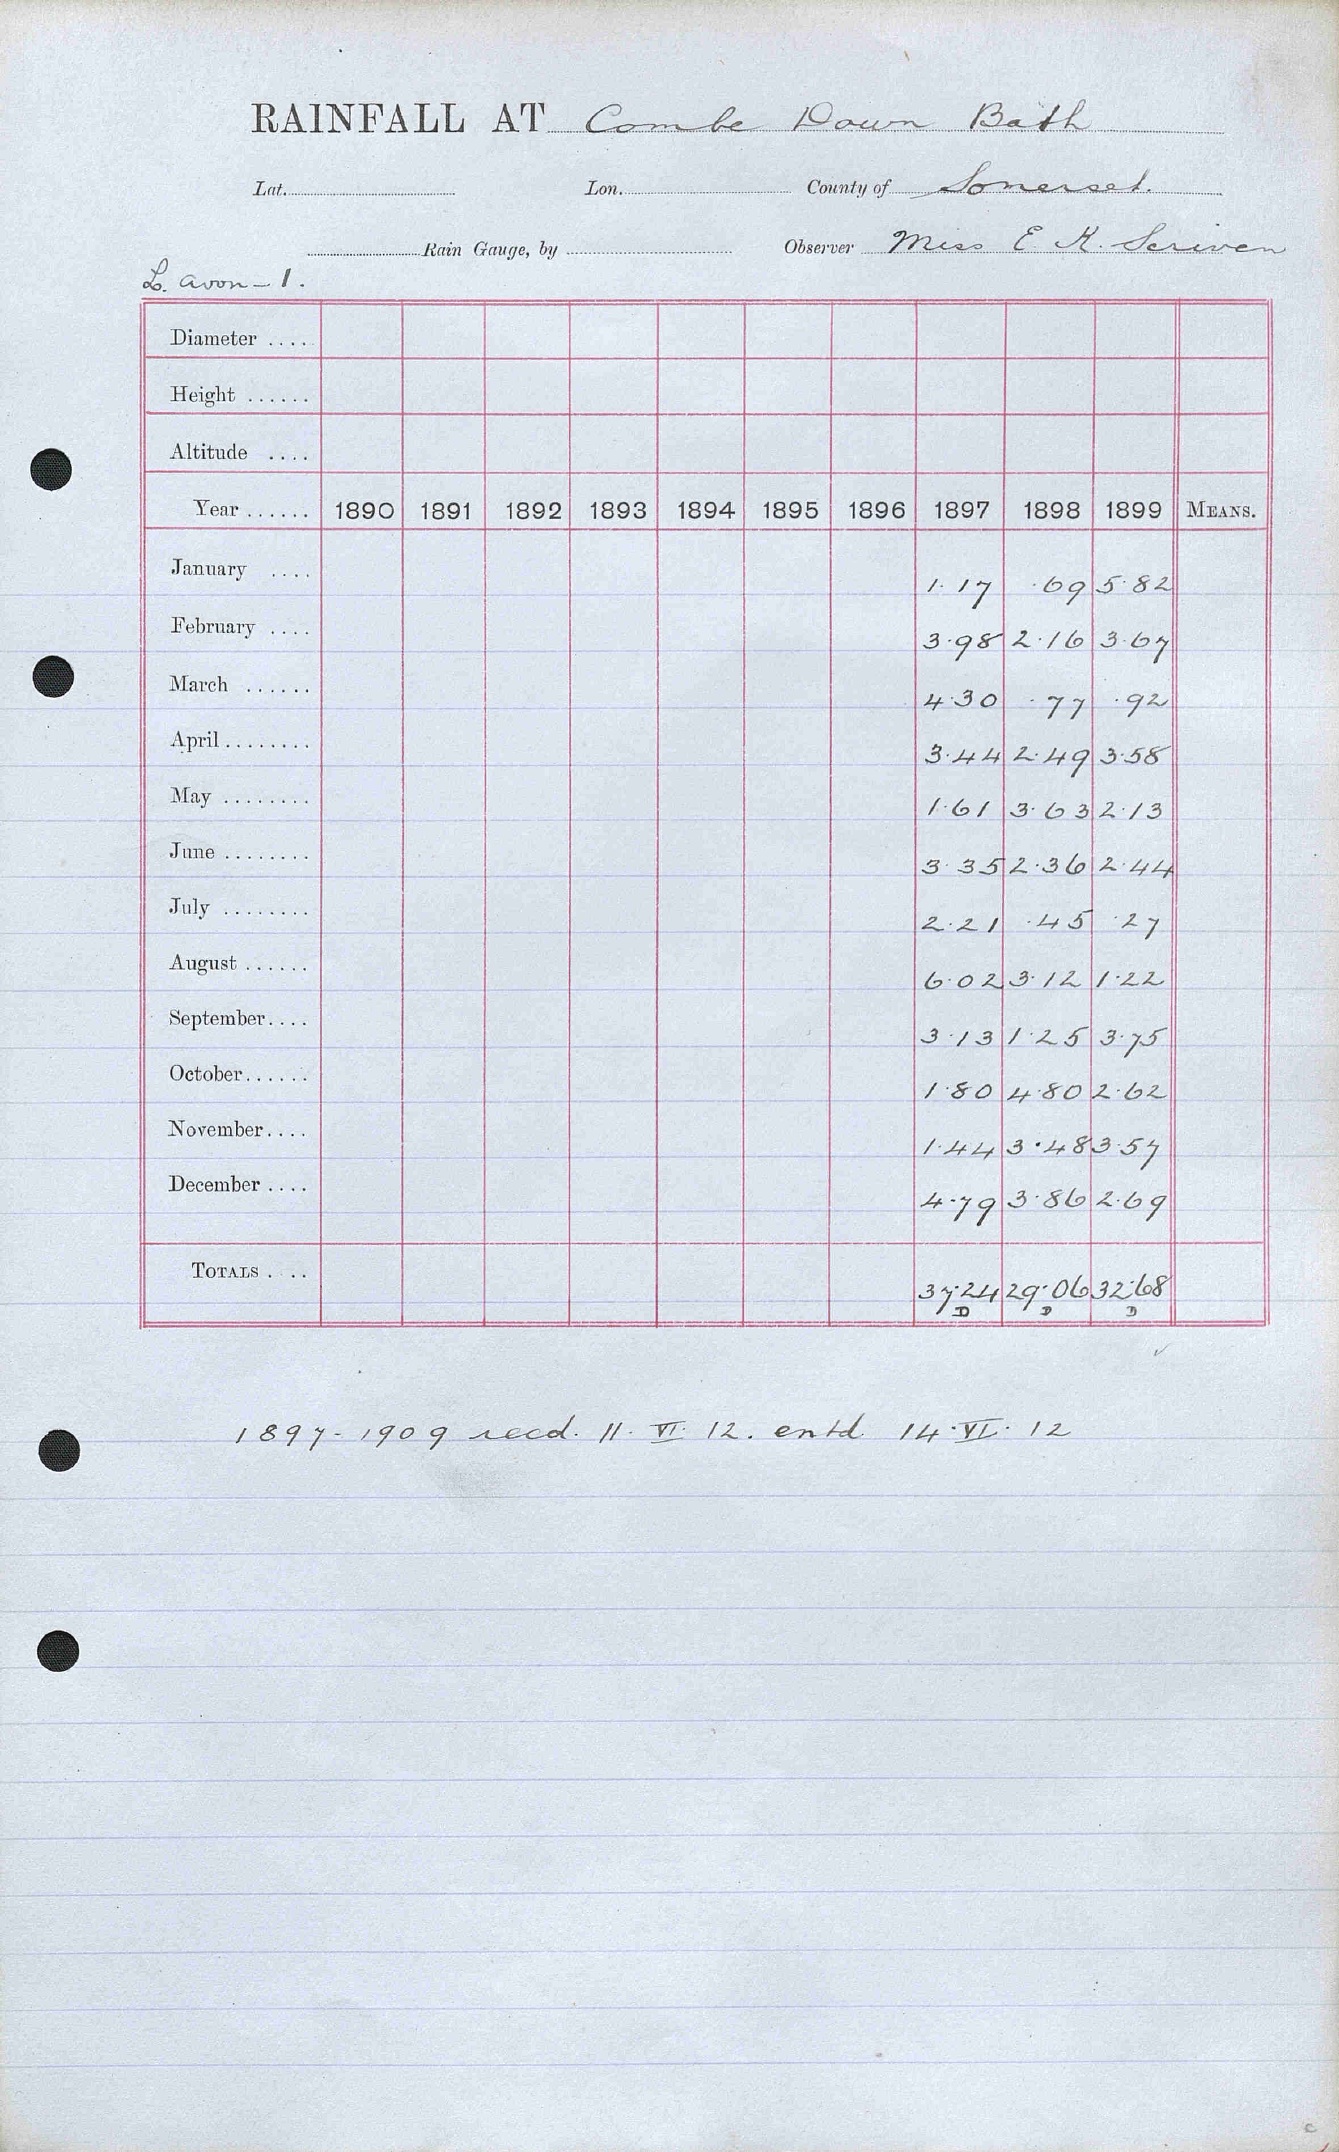 RAINFALL AT Combe Down Bath
Lat. Lon. County of Somerset.
Rain Gauge, by Observer Miss E K. Scriven
L. Avon - 1.
Diameter ....
Height ......
Altitude ....
Year ...... 1890 1891 1892 1893 1894 1895 1896 1897 1898 1899 MEANS.
January .... 1.17 .69 5.82
February .... 3.98 2.16 3.67
March ...... 4.30 .77 .92
April ........ 3.44 2.49 3.58
May ........ 1.61 3.63 2.13
June ........ 3.35 2.36 2.44
July ........ 2.21 .45 .27
August ...... 6.02 3.12 1.22
September.... 3.13 1.25 3.75
October...... 1.80 4.80 2.62
November.... 1.44 3.48 3.57
December .... 4.79 3.86 2.69
TOTALS .... 37.24 29.06 32.68
D D D
1897-1909 recd. 11. VI. 12. entd 14.VI.12